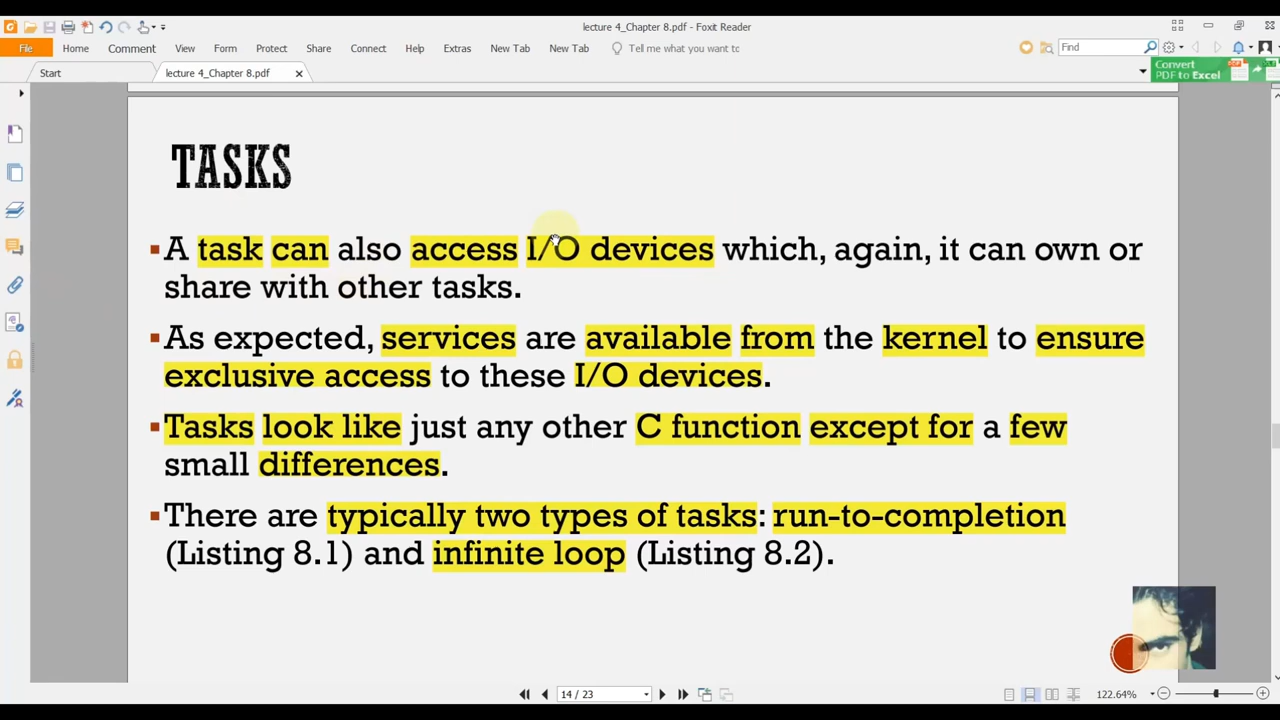 lecture 4_Chapter 8.pdf - Foxit Reader
File Home Comment View Form Protect Share Connect Help Extras New Tab New Tab Tell me what you want to Find
Start lecture 4_Chapter 8.pdf
Convert
PDF to Excel
TASKS
▪A task can also access I/O devices which, again, it can own or
share with other tasks.
▪As expected, services are available from the kernel to ensure
exclusive access to these I/O devices.
▪Tasks look like just any other C function except for a few
small differences.
▪There are typically two types of tasks: run-to-completion
(Listing 8.1) and infinite loop (Listing 8.2).
14 / 23 122.64%